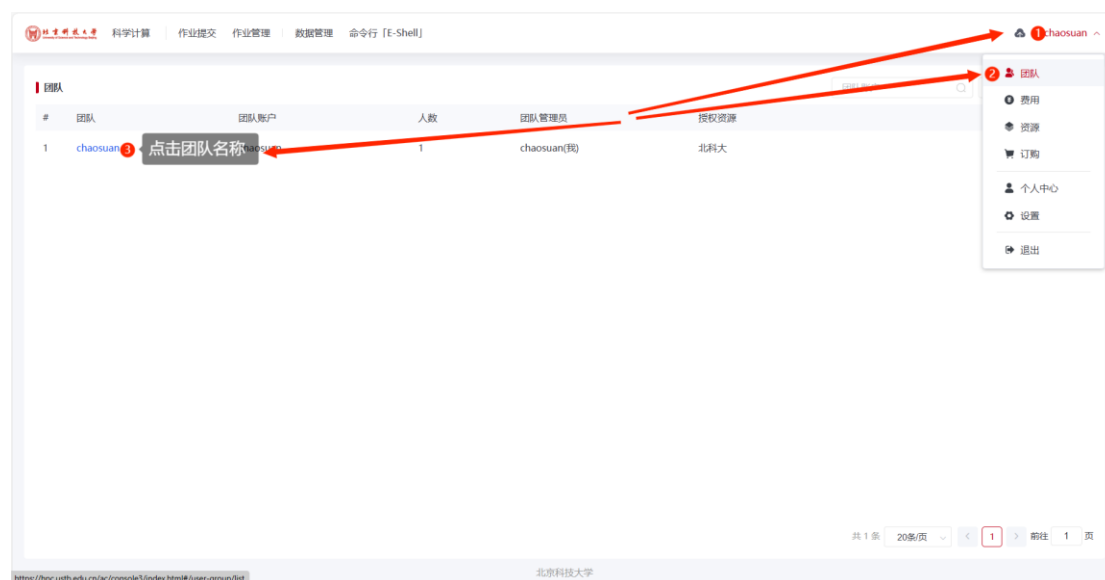 北京科技大学 科学计算 作业提交 作业管理 数据管理 命令行「E-Shell」 1 chaosuan
团队
2 团队
费用
资源
订购
个人中心
设置
退出
# 团队 团队账户 人数 团队管理员 授权资源
1 chaosuan 3 点击团队名称 chaosuan 1 chaosuan(我) 北科大
共 1 条 20条/页 1 前往 1 页
北京科技大学
https://hpc.ustb.edu.cn/ac/console3/index.html#/user-group/list